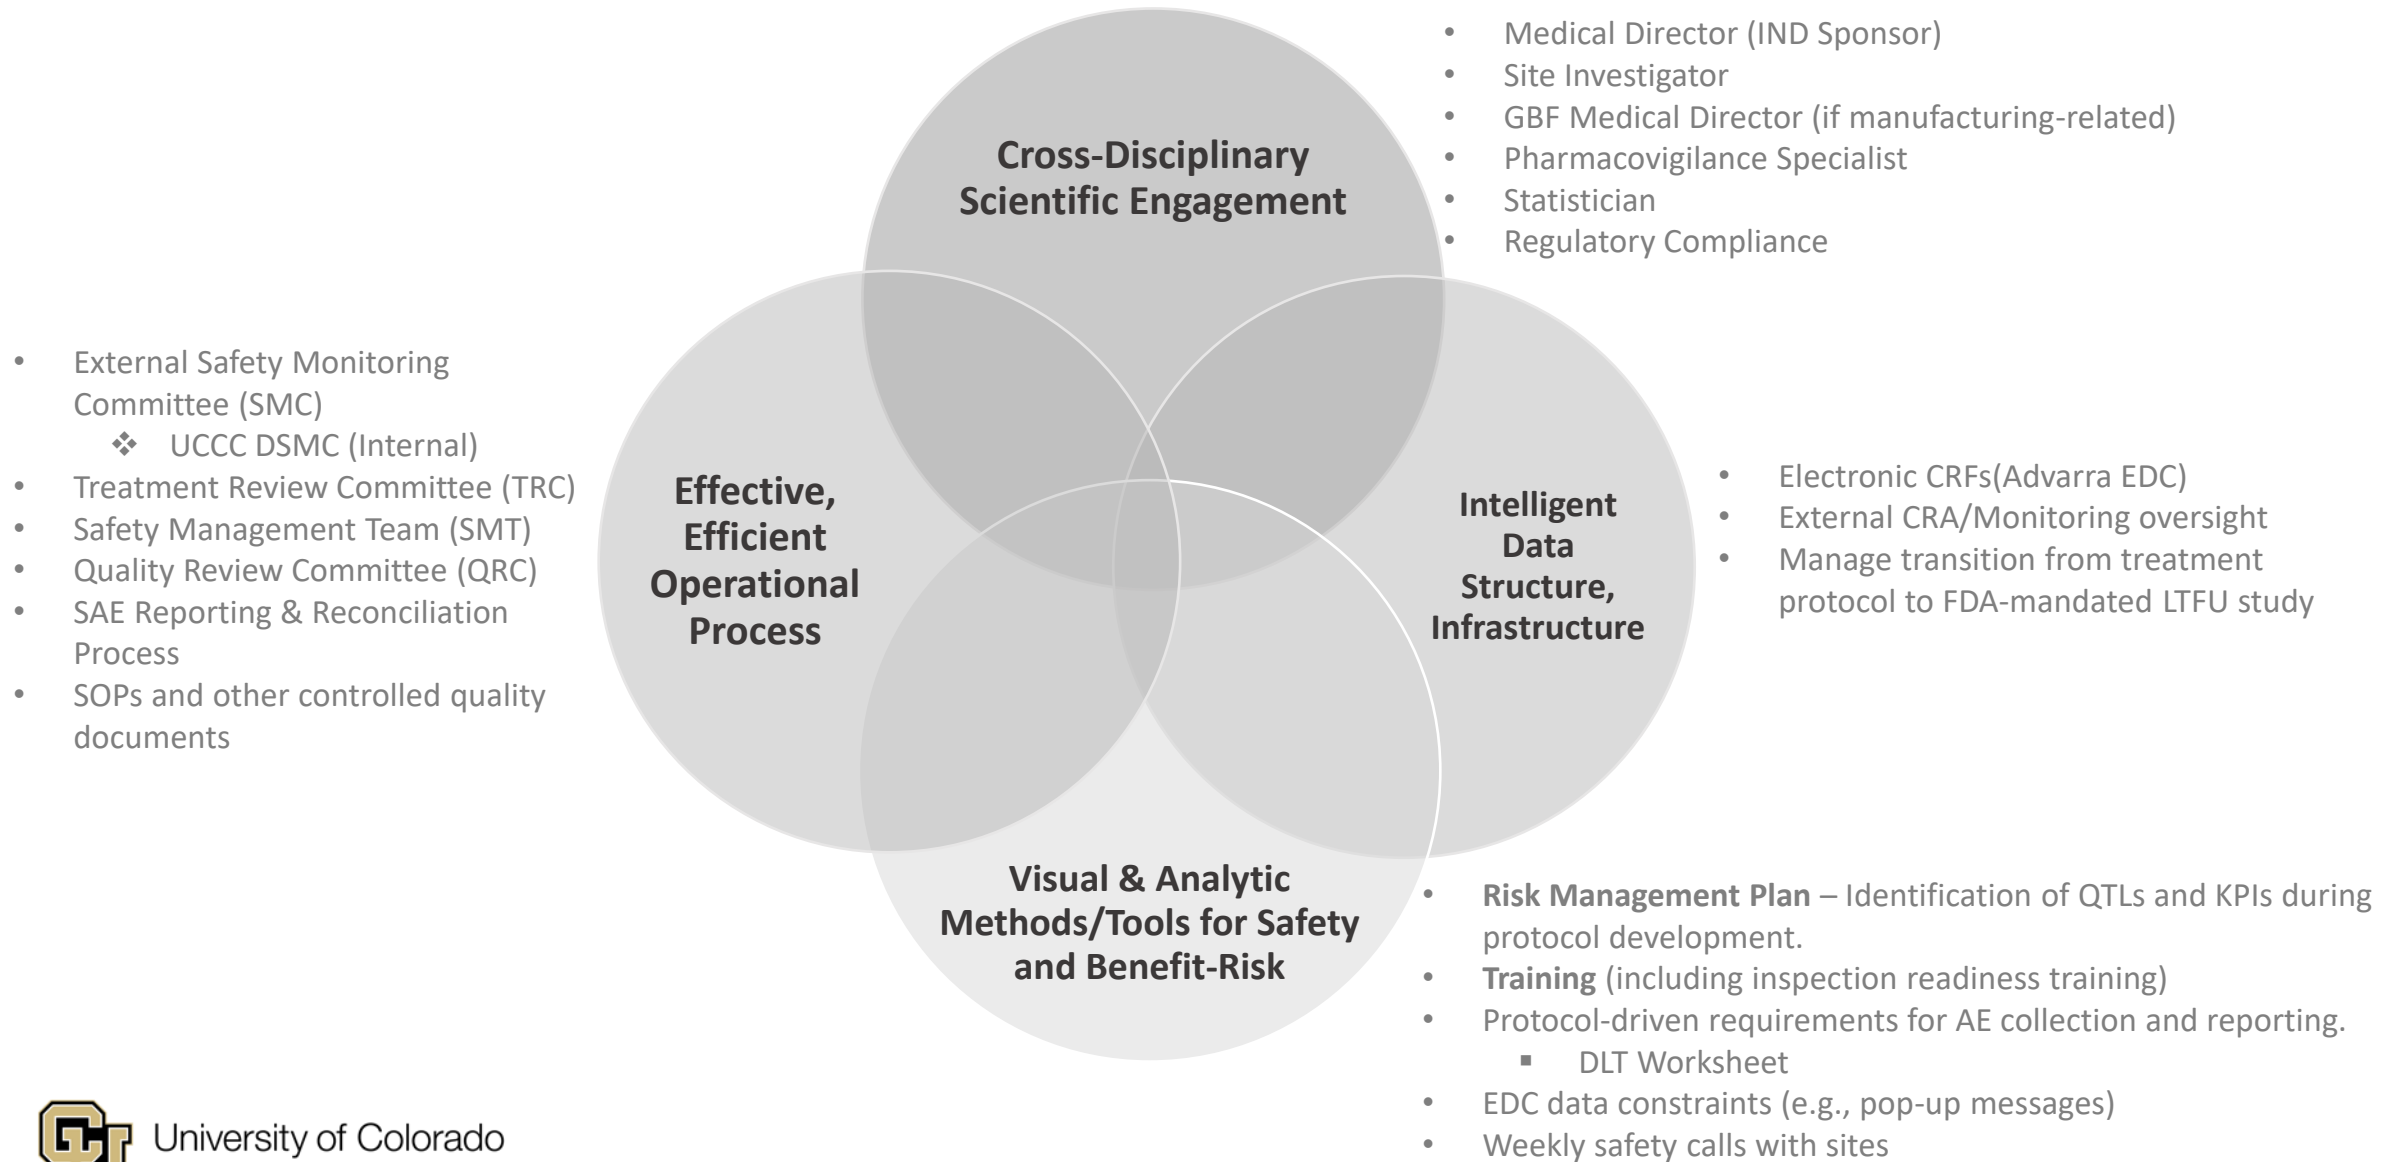 Cross-Disciplinary
Scientific Engagement
• Medical Director (IND Sponsor)
• Site Investigator
• GBF Medical Director (if manufacturing-related)
• Pharmacovigilance Specialist
• Statistician
• Regulatory Compliance
• External Safety Monitoring
Committee (SMC)
❖ UCCC DSMC (Internal)
• Treatment Review Committee (TRC)
• Safety Management Team (SMT)
• Quality Review Committee (QRC)
• SAE Reporting & Reconciliation
Process
• SOPs and other controlled quality
documents
Effective,
Efficient
Operational
Process
Intelligent
Data
Structure,
Infrastructure
• Electronic CRFs(Advarra EDC)
• External CRA/Monitoring oversight
• Manage transition from treatment
protocol to FDA-mandated LTFU study
Visual & Analytic
Methods/Tools for Safety
and Benefit-Risk
• Risk Management Plan – Identification of QTLs and KPIs during
protocol development.
• Training (including inspection readiness training)
• Protocol-driven requirements for AE collection and reporting.
▪ DLT Worksheet
• EDC data constraints (e.g., pop-up messages)
• Weekly safety calls with sites
CU University of Colorado